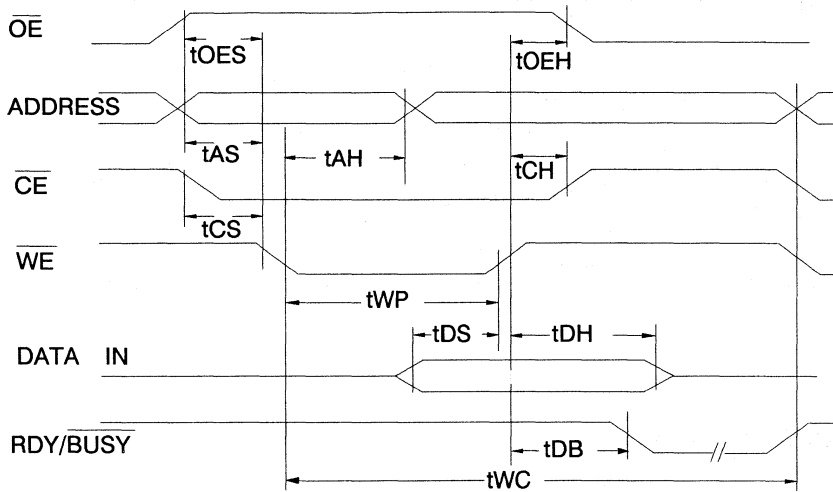 OE
tOES
tOEH
ADDRESS
tAS
tAH
tCH
CE
tCS
WE
tWP
tDS
tDH
DATA IN
RDY/BUSY
tDB
tWC